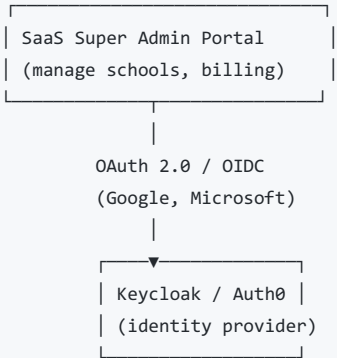 SaaS Super Admin Portal
(manage schools, billing)
OAuth 2.0 / OIDC
(Google, Microsoft)
Keycloak / Auth0
(identity provider)